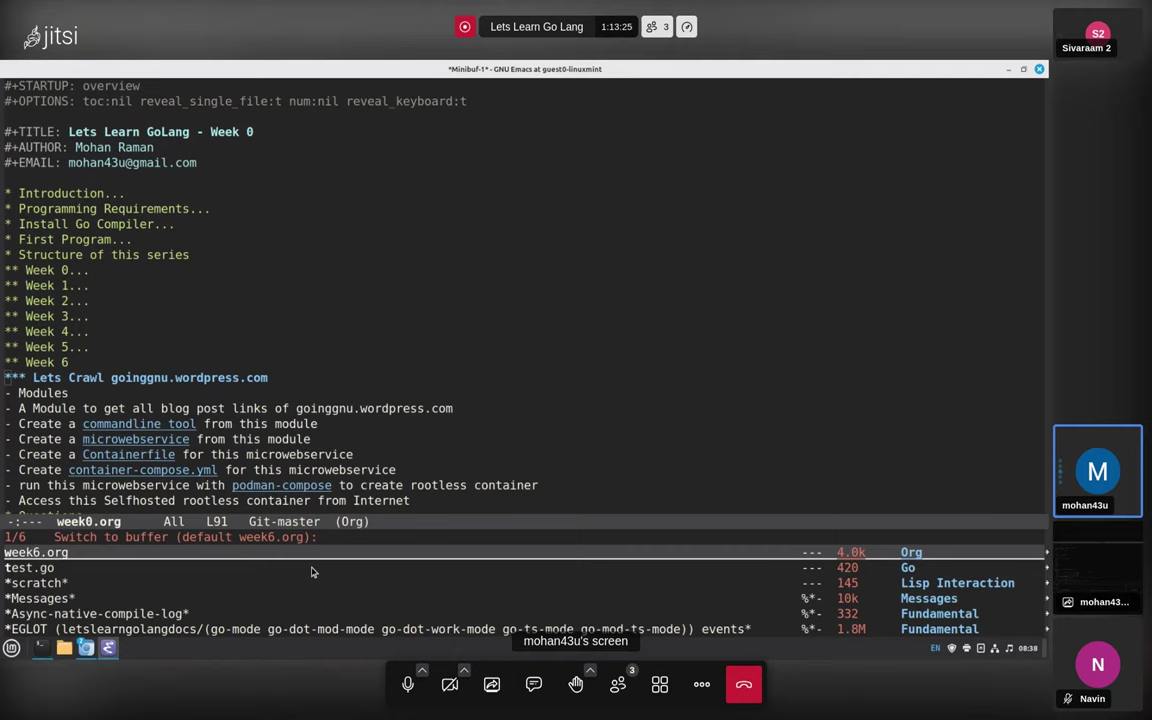 jitsi
Lets Learn Go Lang
1:13:25
3
S2
Sivaraam 2
*Minibuf-1* - GNU Emacs at guest0-linuxmint
#+STARTUP: overview
#+OPTIONS: toc:nil reveal_single_file:t num:nil reveal_keyboard:t
#+TITLE: Lets Learn GoLang - Week 0
#+AUTHOR: Mohan Raman
#+EMAIL: mohan43u@gmail.com
* Introduction...
* Programming Requirements...
* Install Go Compiler...
* First Program...
* Structure of this series
** Week 0...
** Week 1...
** Week 2...
** Week 3...
** Week 4...
** Week 5...
** Week 6
*** Lets Crawl goinggnu.wordpress.com
- Modules
- A Module to get all blog post links of goinggnu.wordpress.com
- Create a commandline tool from this module
- Create a microwebservice from this module
- Create a Containerfile for this microwebservice
- Create container-compose.yml for this microwebservice
- run this microwebservice with podman-compose to create rootless container
- Access this Selfhosted rootless container from Internet
-:--- week0.org All L91 Git-master (Org)
1/6 Switch to buffer (default week6.org):
week6.org --- 4.0k Org
test.go --- 420 Go
*scratch* --- 145 Lisp Interaction
*Messages* %*- 10k Messages
*Async-native-compile-log* %*- 332 Fundamental
*EGLOT (letslearngolangdocs/(go-mode go-dot-mod-mode go-dot-work-mode go-ts-mode go-mod-ts-mode)) events* %*- 1.8M Fundamental
mohan43u's screen
EN
08:38
3
M
mohan43u
mohan43...
N
Navin